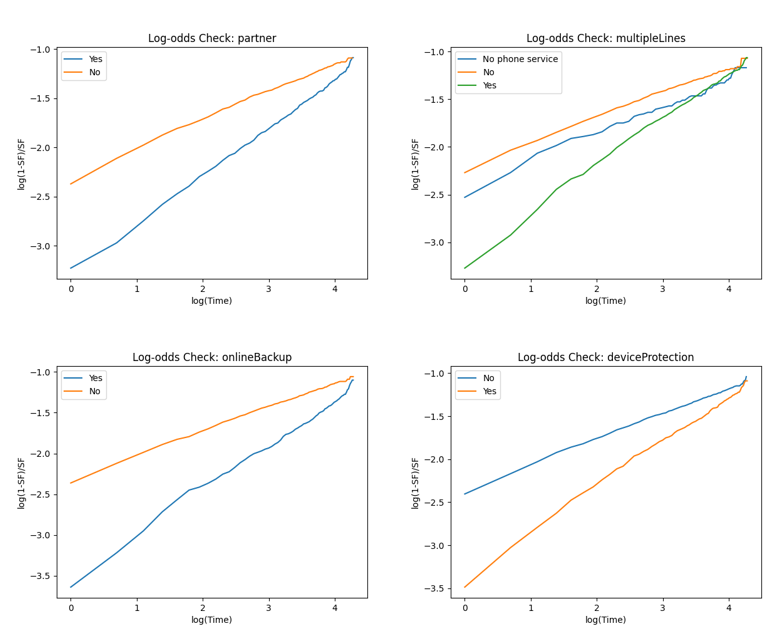 Log-odds Check: partner
Yes
No
−1.0
−1.5
−2.0
−2.5
−3.0
log(1-SF)/SF
0 1 2 3 4
log(Time)
Log-odds Check: multipleLines
No phone service
No
Yes
−1.0
−1.5
−2.0
−2.5
−3.0
log(1-SF)/SF
0 1 2 3 4
log(Time)
Log-odds Check: onlineBackup
Yes
No
−1.0
−1.5
−2.0
−2.5
−3.0
−3.5
log(1-SF)/SF
0 1 2 3 4
log(Time)
Log-odds Check: deviceProtection
No
Yes
−1.0
−1.5
−2.0
−2.5
−3.0
−3.5
log(1-SF)/SF
0 1 2 3 4
log(Time)